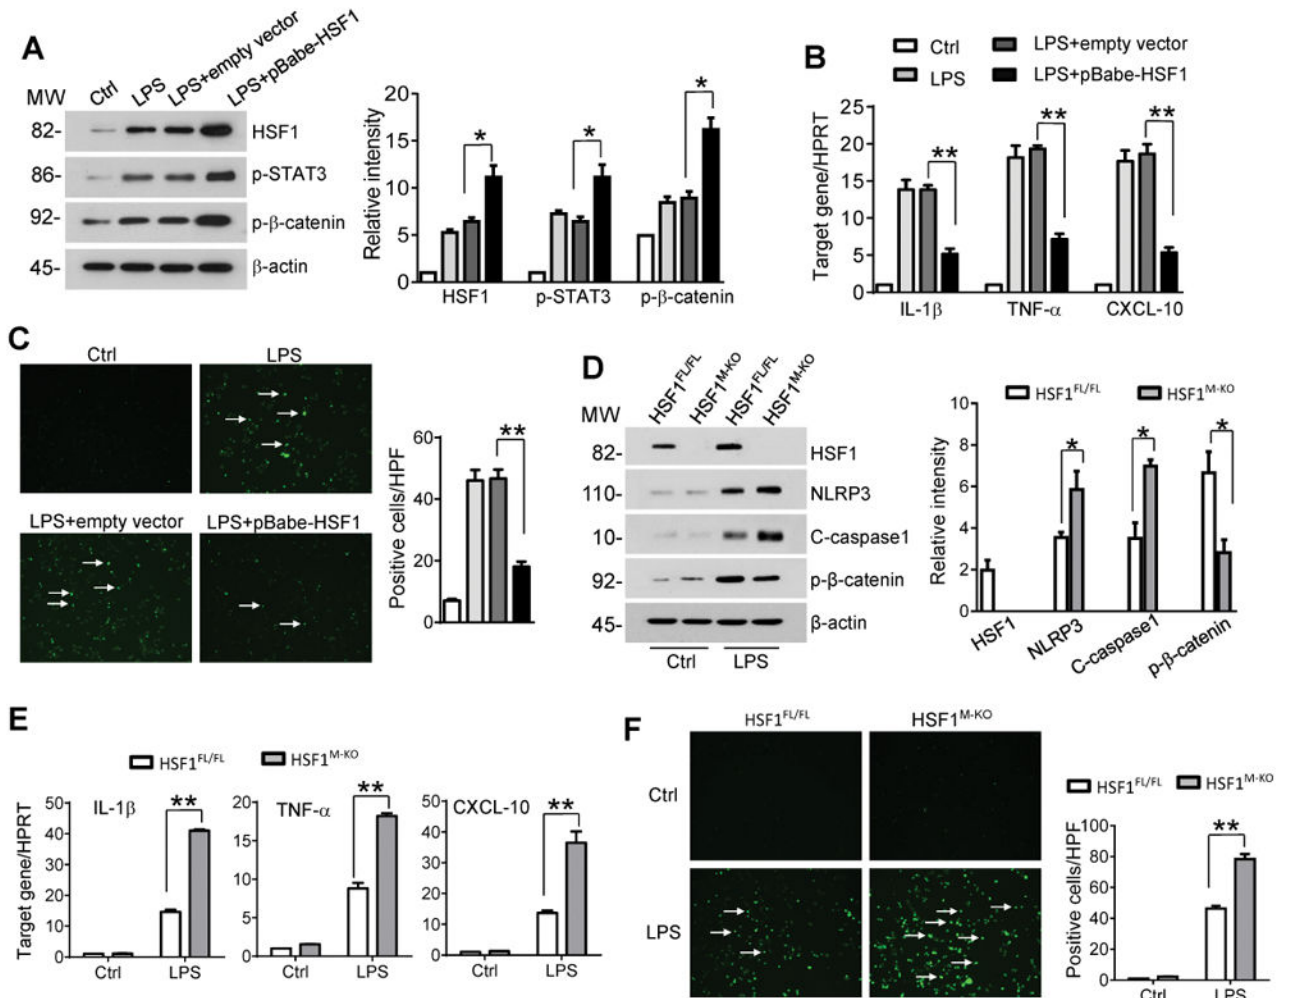 A
MW Ctrl LPS LPS+empty vector LPS+pBabe-HSF1
82- HSF1
86- p-STAT3
92- p-β-catenin
45- β-actin
Relative intensity
20
15
10
5
0
* * *
HSF1 p-STAT3 p-β-catenin
B
Ctrl LPS+empty vector
LPS LPS+pBabe-HSF1
Target gene/HPRT
25
20
15
10
5
0
** ** **
IL-1β TNF-α CXCL-10
C
Ctrl LPS
LPS+empty vector LPS+pBabe-HSF1
Positive cells/HPF
60
40
20
0
**
D
MW HSF1FL/FL HSF1M-KO HSF1FL/FL HSF1M-KO
82- HSF1
110- NLRP3
10- C-caspase1
92- p-β-catenin
45- β-actin
Ctrl LPS
HSF1FL/FL HSF1M-KO
Relative intensity
10
8
6
4
2
0
* * *
HSF1 NLRP3 C-caspase1 p-β-catenin
E
HSF1FL/FL HSF1M-KO
Target gene/HPRT
IL-1β
50
40
30
20
10
0
**
Ctrl LPS
TNF-α
20
15
10
5
0
**
Ctrl LPS
CXCL-10
50
40
30
20
10
0
**
Ctrl LPS
F
HSF1FL/FL HSF1M-KO
Ctrl
LPS
HSF1FL/FL HSF1M-KO
Positive cells/HPF
100
80
60
40
20
0
**
Ctrl LPS